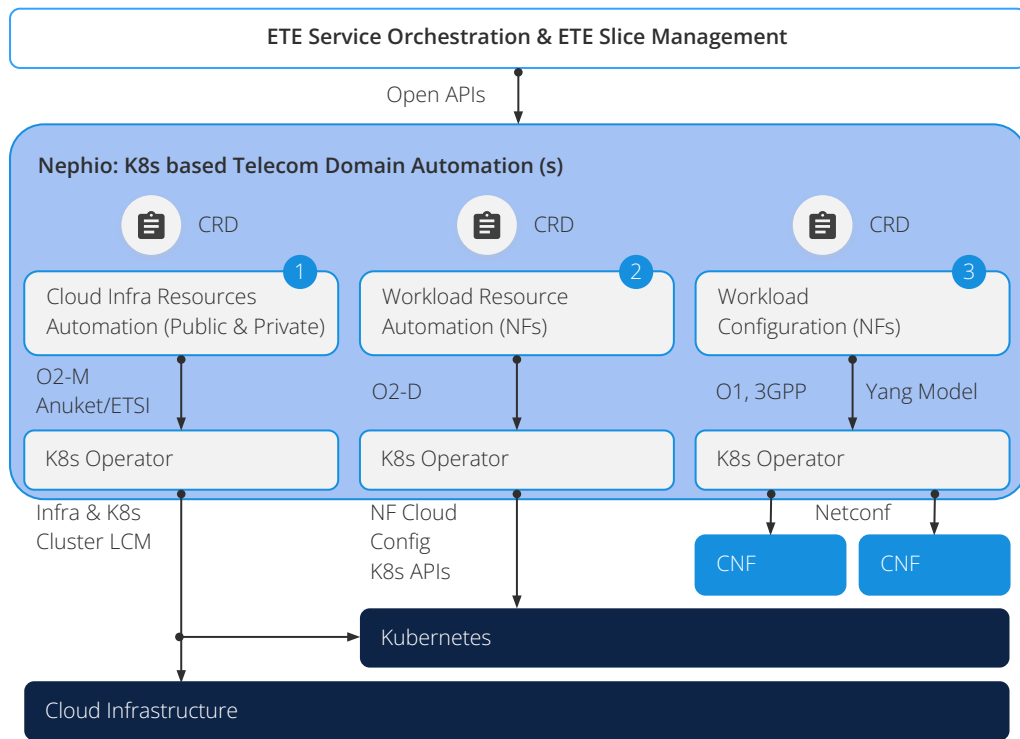 ETE Service Orchestration & ETE Slice Management
Open APIs
Nephio: K8s based Telecom Domain Automation (s)
CRD
CRD
CRD
1
2
3
Cloud Infra Resources
Automation (Public & Private)
Workload Resource
Automation (NFs)
Workload
Configuration (NFs)
O2-M
Anuket/ETSI
O2-D
O1, 3GPP
Yang Model
K8s Operator
K8s Operator
K8s Operator
Infra & K8s
Cluster LCM
NF Cloud
Config
K8s APIs
Netconf
CNF
CNF
Kubernetes
Cloud Infrastructure